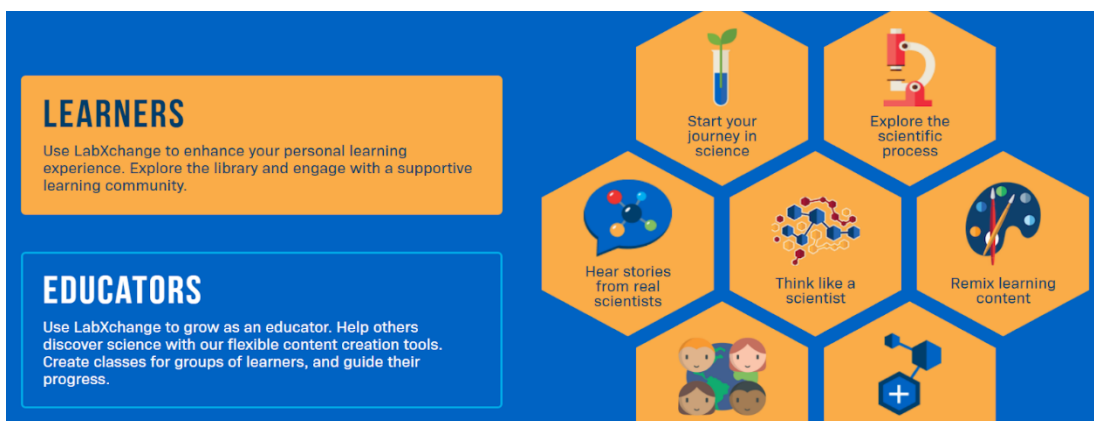 LEARNERS
Use LabXchange to enhance your personal learning
experience. Explore the library and engage with a supportive
learning community.
EDUCATORS
Use LabXchange to grow as an educator. Help others
discover science with our flexible content creation tools.
Create classes for groups of learners, and guide their
progress.
Start your
journey in
science
Explore the
scientific
process
Hear stories
from real
scientists
Think like a
scientist
Remix learning
content